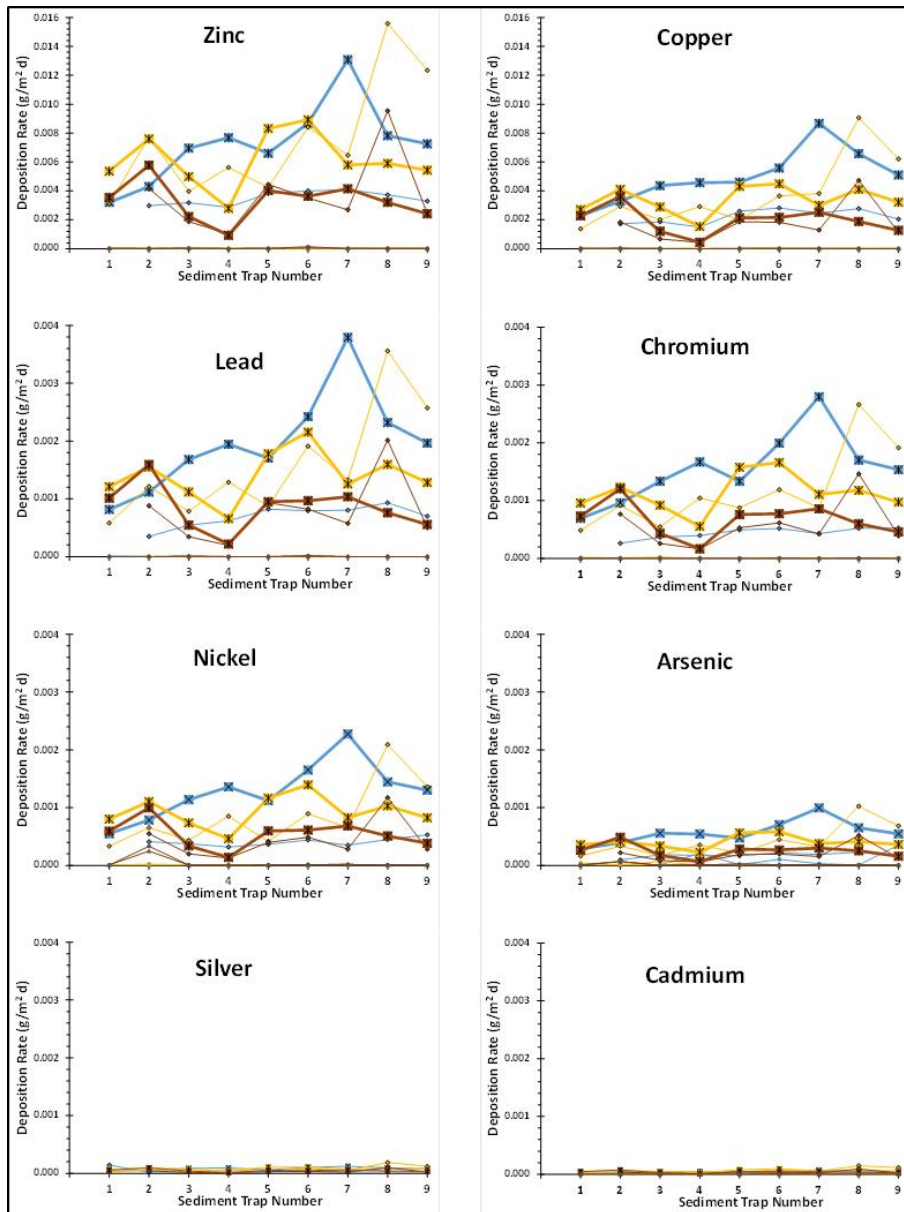 Zinc
Deposition Rate (g/m² d)
0.016
0.014
0.012
0.010
0.008
0.006
0.004
0.002
0.000
1 2 3 4 5 6 7 8 9
Sediment Trap Number
Copper
Deposition Rate (g/m² d)
0.016
0.014
0.012
0.010
0.008
0.006
0.004
0.002
0.000
1 2 3 4 5 6 7 8 9
Sediment Trap Number
Lead
Deposition Rate (g/m² d)
0.004
0.003
0.002
0.001
0.000
1 2 3 4 5 6 7 8 9
Sediment Trap Number
Chromium
Deposition Rate (g/m² d)
0.004
0.003
0.002
0.001
0.000
1 2 3 4 5 6 7 8 9
Sediment Trap Number
Nickel
Deposition Rate (g/m² d)
0.004
0.003
0.002
0.001
0.000
1 2 3 4 5 6 7 8 9
Sediment Trap Number
Arsenic
Deposition Rate (g/m² d)
0.004
0.003
0.002
0.001
0.000
1 2 3 4 5 6 7 8 9
Sediment Trap Number
Silver
Deposition Rate (g/m² d)
0.004
0.003
0.002
0.001
0.000
1 2 3 4 5 6 7 8 9
Sediment Trap Number
Cadmium
Deposition Rate (g/m² d)
0.004
0.003
0.002
0.001
0.000
1 2 3 4 5 6 7 8 9
Sediment Trap Number